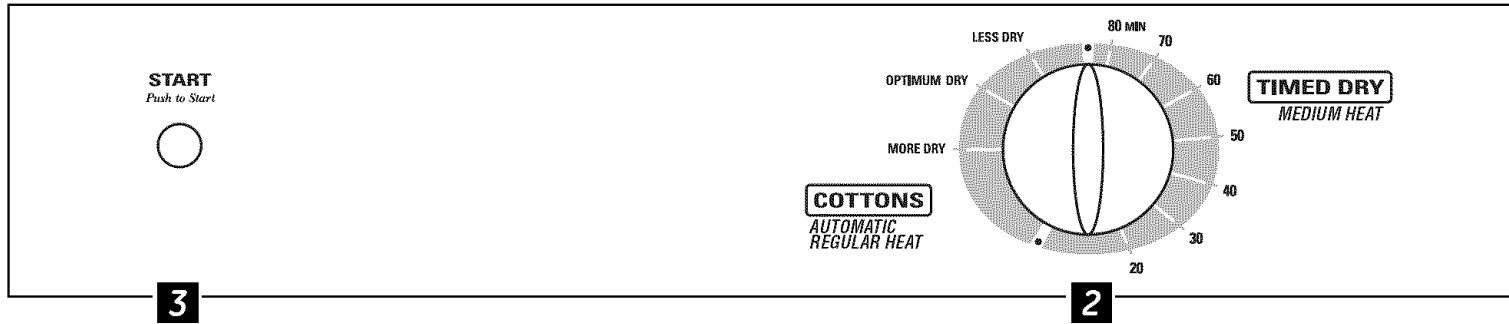 START
Push to Start
LESS DRY
OPTIMUM DRY
MORE DRY
COTTONS
AUTOMATIC
REGULAR HEAT
80 MIN
70
60
50
40
30
20
TIMED DRY
MEDIUM HEAT
3
2